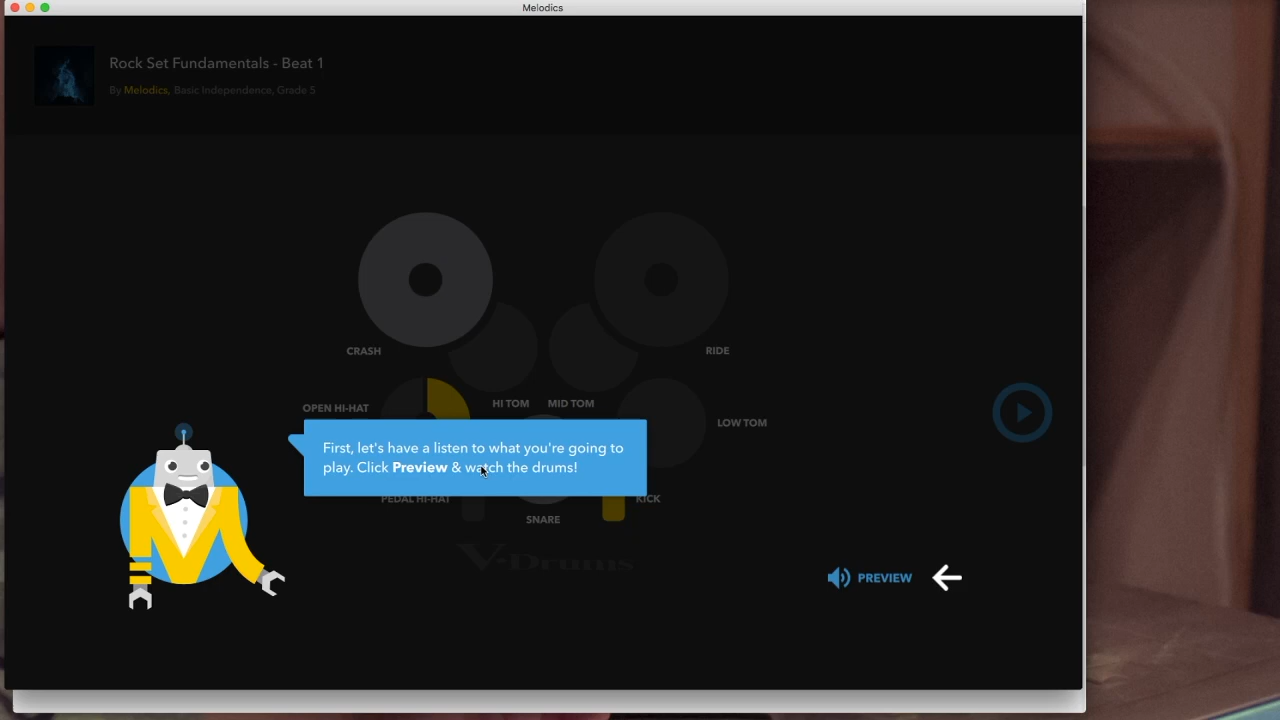 Melodics
Rock Set Fundamentals - Beat 1
By Melodics, Basic Independence, Grade 5
CRASH
RIDE
OPEN HI-HAT
HI TOM
MID TOM
LOW TOM
First, let's have a listen to what you're going to
play. Click Preview & watch the drums!
PEDAL HI-HAT
KICK
SNARE
V-Drums
PREVIEW